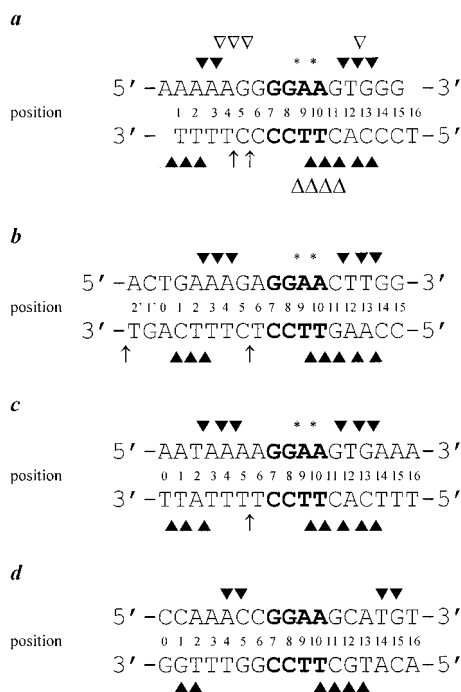 a
* *
5' -AAAAAGGGGAAGTGGG -3'
position 1 2 3 4 5 6 7 8 9 10 11 12 13 14 15 16
3' - TTTTCCCCTTCACCCT-5'
b
* *
5' -ACTGAAAGAGGAACTTGG-3'
position 2' 1' 0 1 2 3 4 5 6 7 8 9 10 11 12 13 14 15
3' -TGACTTTCTCCTTGAACC-5'
c
* *
5' -AATAAAAGGAAGTGAAA-3'
position 0 1 2 3 4 5 6 7 8 9 10 11 12 13 14 15 16
3' -TTATTTTCCTTCACTTT-5'
d
5' -CCAAACCGGAAGCATGT-3'
position 0 1 2 3 4 5 6 7 8 9 10 11 12 13 14 15 16
3' -GGTTTGGCCTTCGTACA-5'